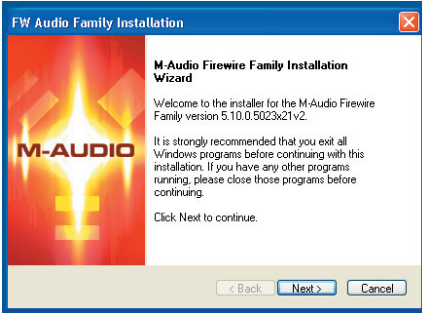 FW Audio Family Installation
M-AUDIO
M-Audio Firewire Family Installation
Wizard
Welcome to the installer for the M-Audio Firewire
Family version 5.10.0.5023x21v2.
It is strongly recommended that you exit all
Windows programs before continuing with this
installation. If you have any other programs
running, please close those programs before
continuing.
Click Next to continue.
< Back
Next >
Cancel